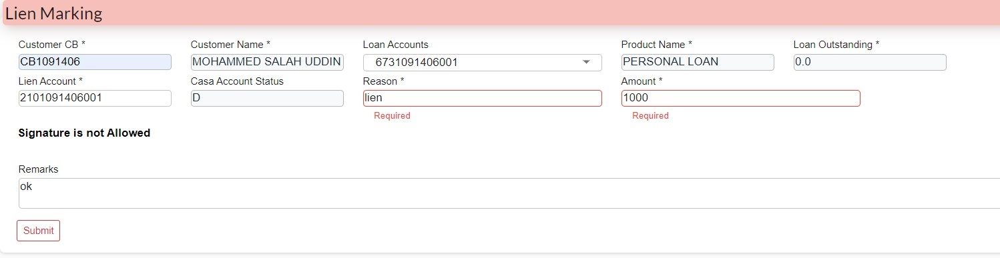 Lien Marking
Customer CB * Customer Name * Loan Accounts Product Name * Loan Outstanding *
CB1091406 MOHAMMED SALAH UDDIN 6731091406001 PERSONAL LOAN 0.0
Lien Account * Casa Account Status Reason * Amount *
2101091406001 D lien 1000
Required Required
Signature is not Allowed
Remarks
ok
Submit